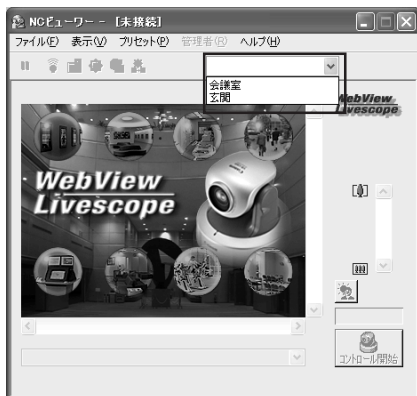 NCビューワー - [未接続]
ファイル(F) 表示(V) プリセット(P) 管理者(R) ヘルプ(H)
会議室
玄関
WebView
Livescope
WebView
Livescope
コントロール開始